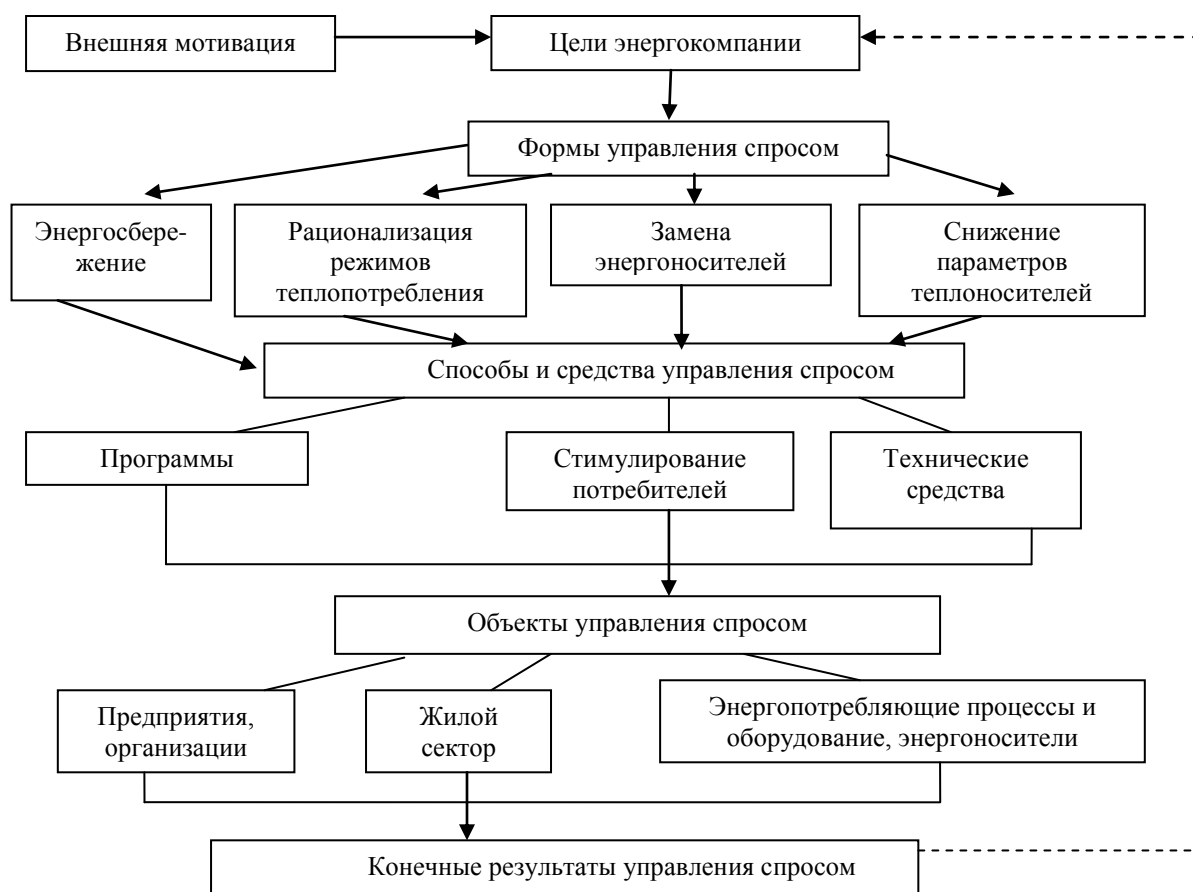 Внешняя мотивация
Цели энергокомпании
Формы управления спросом
Энергосбере-
жение
Рационализация
режимов
теплопотребления
Замена
энергоносителей
Снижение
параметров
теплоносителей
Способы и средства управления спросом
Программы
Стимулирование
потребителей
Технические
средства
Объекты управления спросом
Предприятия,
организации
Жилой
сектор
Энергопотребляющие процессы и
оборудование, энергоносители
Конечные результаты управления спросом